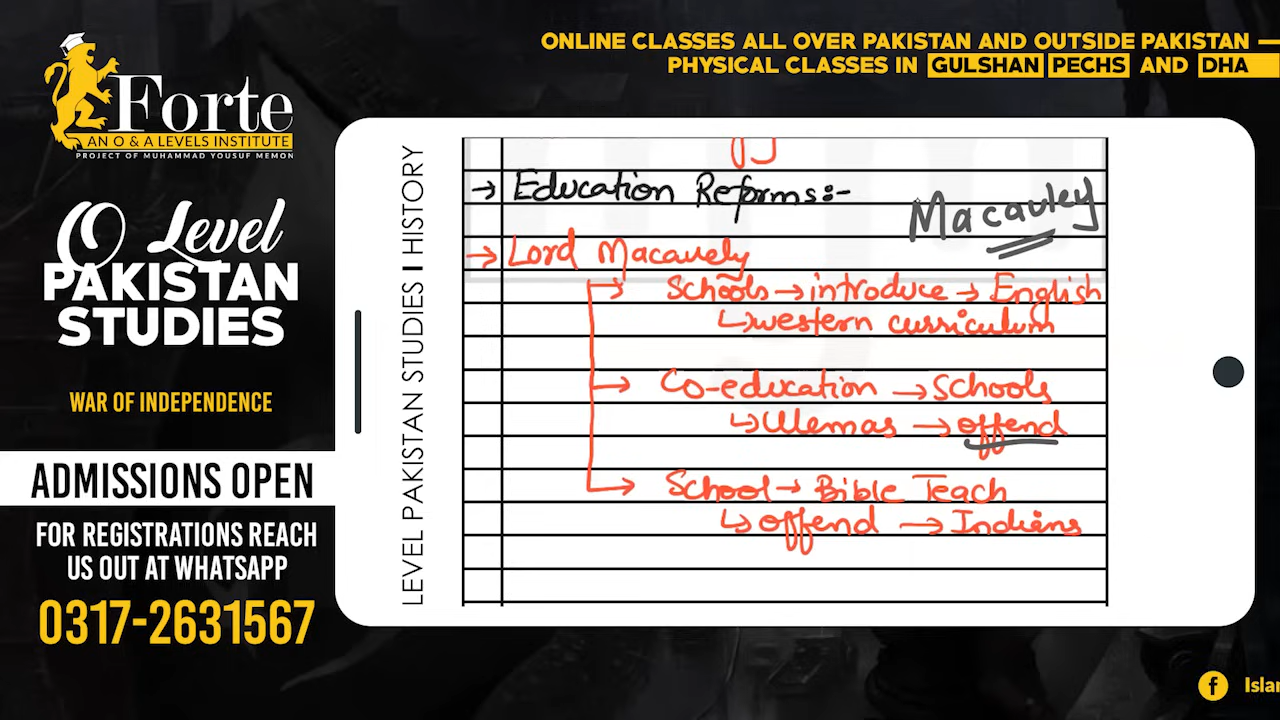 Forte
AN O & A LEVELS INSTITUTE
PROJECT OF MUHAMMAD YOUSUF MEMON
O Level
PAKISTAN
STUDIES
WAR OF INDEPENDENCE
ADMISSIONS OPEN
FOR REGISTRATIONS REACH
US OUT AT WHATSAPP
0317-2631567
ONLINE CLASSES ALL OVER PAKISTAN AND OUTSIDE PAKISTAN
PHYSICAL CLASSES IN GULSHAN PECHS AND DHA
LEVEL PAKISTAN STUDIES I HISTORY
→ Education Reforms:-
Macauley
→ Lord Macauely
→ Schools → introduce → English
↳ western curriculum
→ Co-education → Schools
↳ Ulemas → offend
→ School → Bible Teach
↳ offend → Indians
Islan